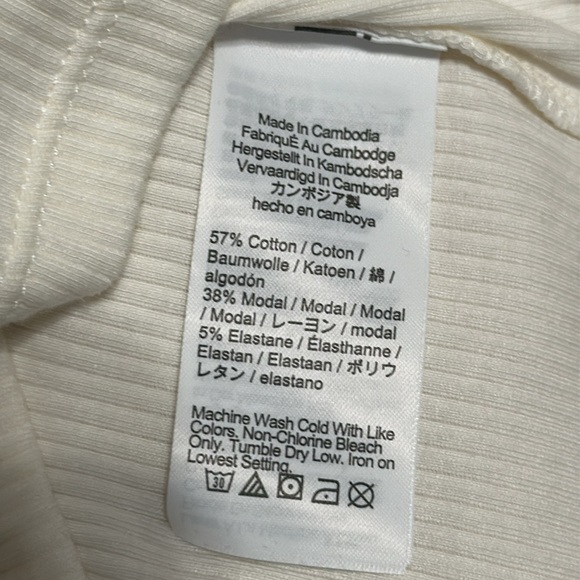 Made In Cambodia
FabriquÉ Au Cambodge
Hergestellt In Kambodscha
Vervaardigd In Cambodja
カンボジア製
hecho en camboya
57% Cotton / Coton /
Baumwolle / Katoen / 綿 /
algodón
38% Modal / Modal / Modal
/ Modal / レーヨン / modal
5% Elastane / Élasthanne /
Elastan / Elastaan / ポリウ
レタン / elastano
Machine Wash Cold With Like
Colors. Non-Chlorine Bleach
Only. Tumble Dry Low. Iron on
Lowest Setting.
30